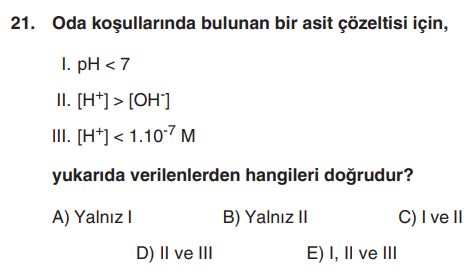 21. Oda koşullarında bulunan bir asit çözeltisi için,
I. pH < 7
II. [H⁺] > [OH⁻]
III. [H⁺] < 1.10⁻⁷ M
yukarıda verilenlerden hangileri doğrudur?
A) Yalnız I B) Yalnız II C) I ve II
D) II ve III E) I, II ve III